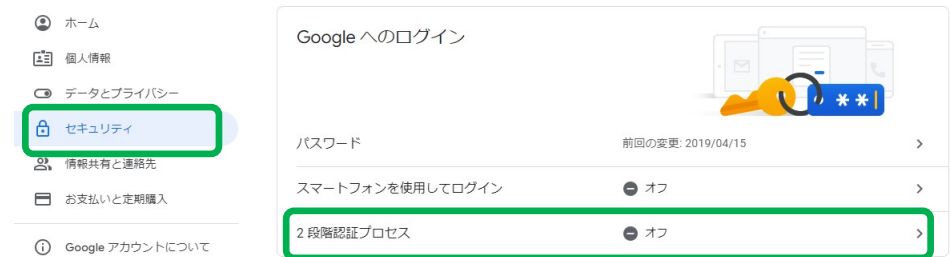 ホーム
個人情報
データとプライバシー
セキュリティ
情報共有と連絡先
お支払いと定期購入
Google アカウントについて
Google へのログイン
**
パスワード 前回の変更: 2019/04/15
スマートフォンを使用してログイン オフ
2 段階認証プロセス オフ